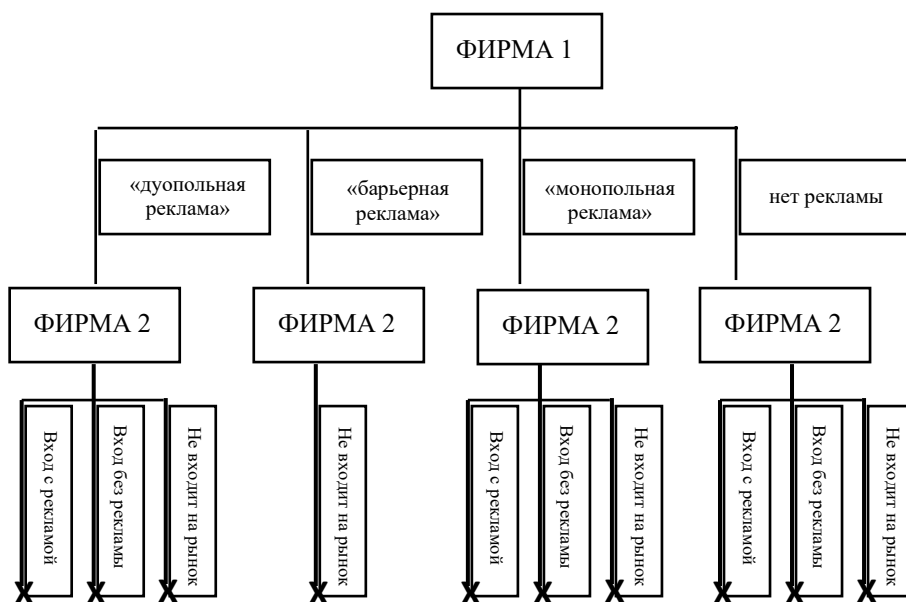 ФИРМА 1
«дуопольная
реклама»
«барьерная
реклама»
«монопольная
реклама»
нет рекламы
ФИРМА 2
ФИРМА 2
ФИРМА 2
ФИРМА 2
Вход с рекламой
Вход без рекламы
Не входит на рынок
Не входит на рынок
Вход с рекламой
Вход без рекламы
Не входит на рынок
Вход с рекламой
Вход без рекламы
Не входит на рынок
X
X
X
X
X
X
X
X
X
X